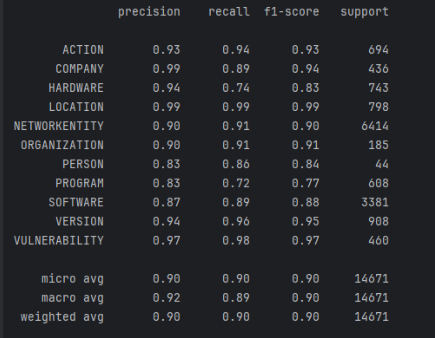 precision recall f1-score support
ACTION 0.93 0.94 0.93 694
COMPANY 0.99 0.89 0.94 436
HARDWARE 0.94 0.74 0.83 743
LOCATION 0.99 0.99 0.99 798
NETWORKENTITY 0.90 0.91 0.90 6414
ORGANIZATION 0.90 0.91 0.91 185
PERSON 0.83 0.86 0.84 44
PROGRAM 0.83 0.72 0.77 608
SOFTWARE 0.87 0.89 0.88 3381
VERSION 0.94 0.96 0.95 908
VULNERABILITY 0.97 0.98 0.97 460
micro avg 0.90 0.90 0.90 14671
macro avg 0.92 0.89 0.90 14671
weighted avg 0.90 0.90 0.90 14671